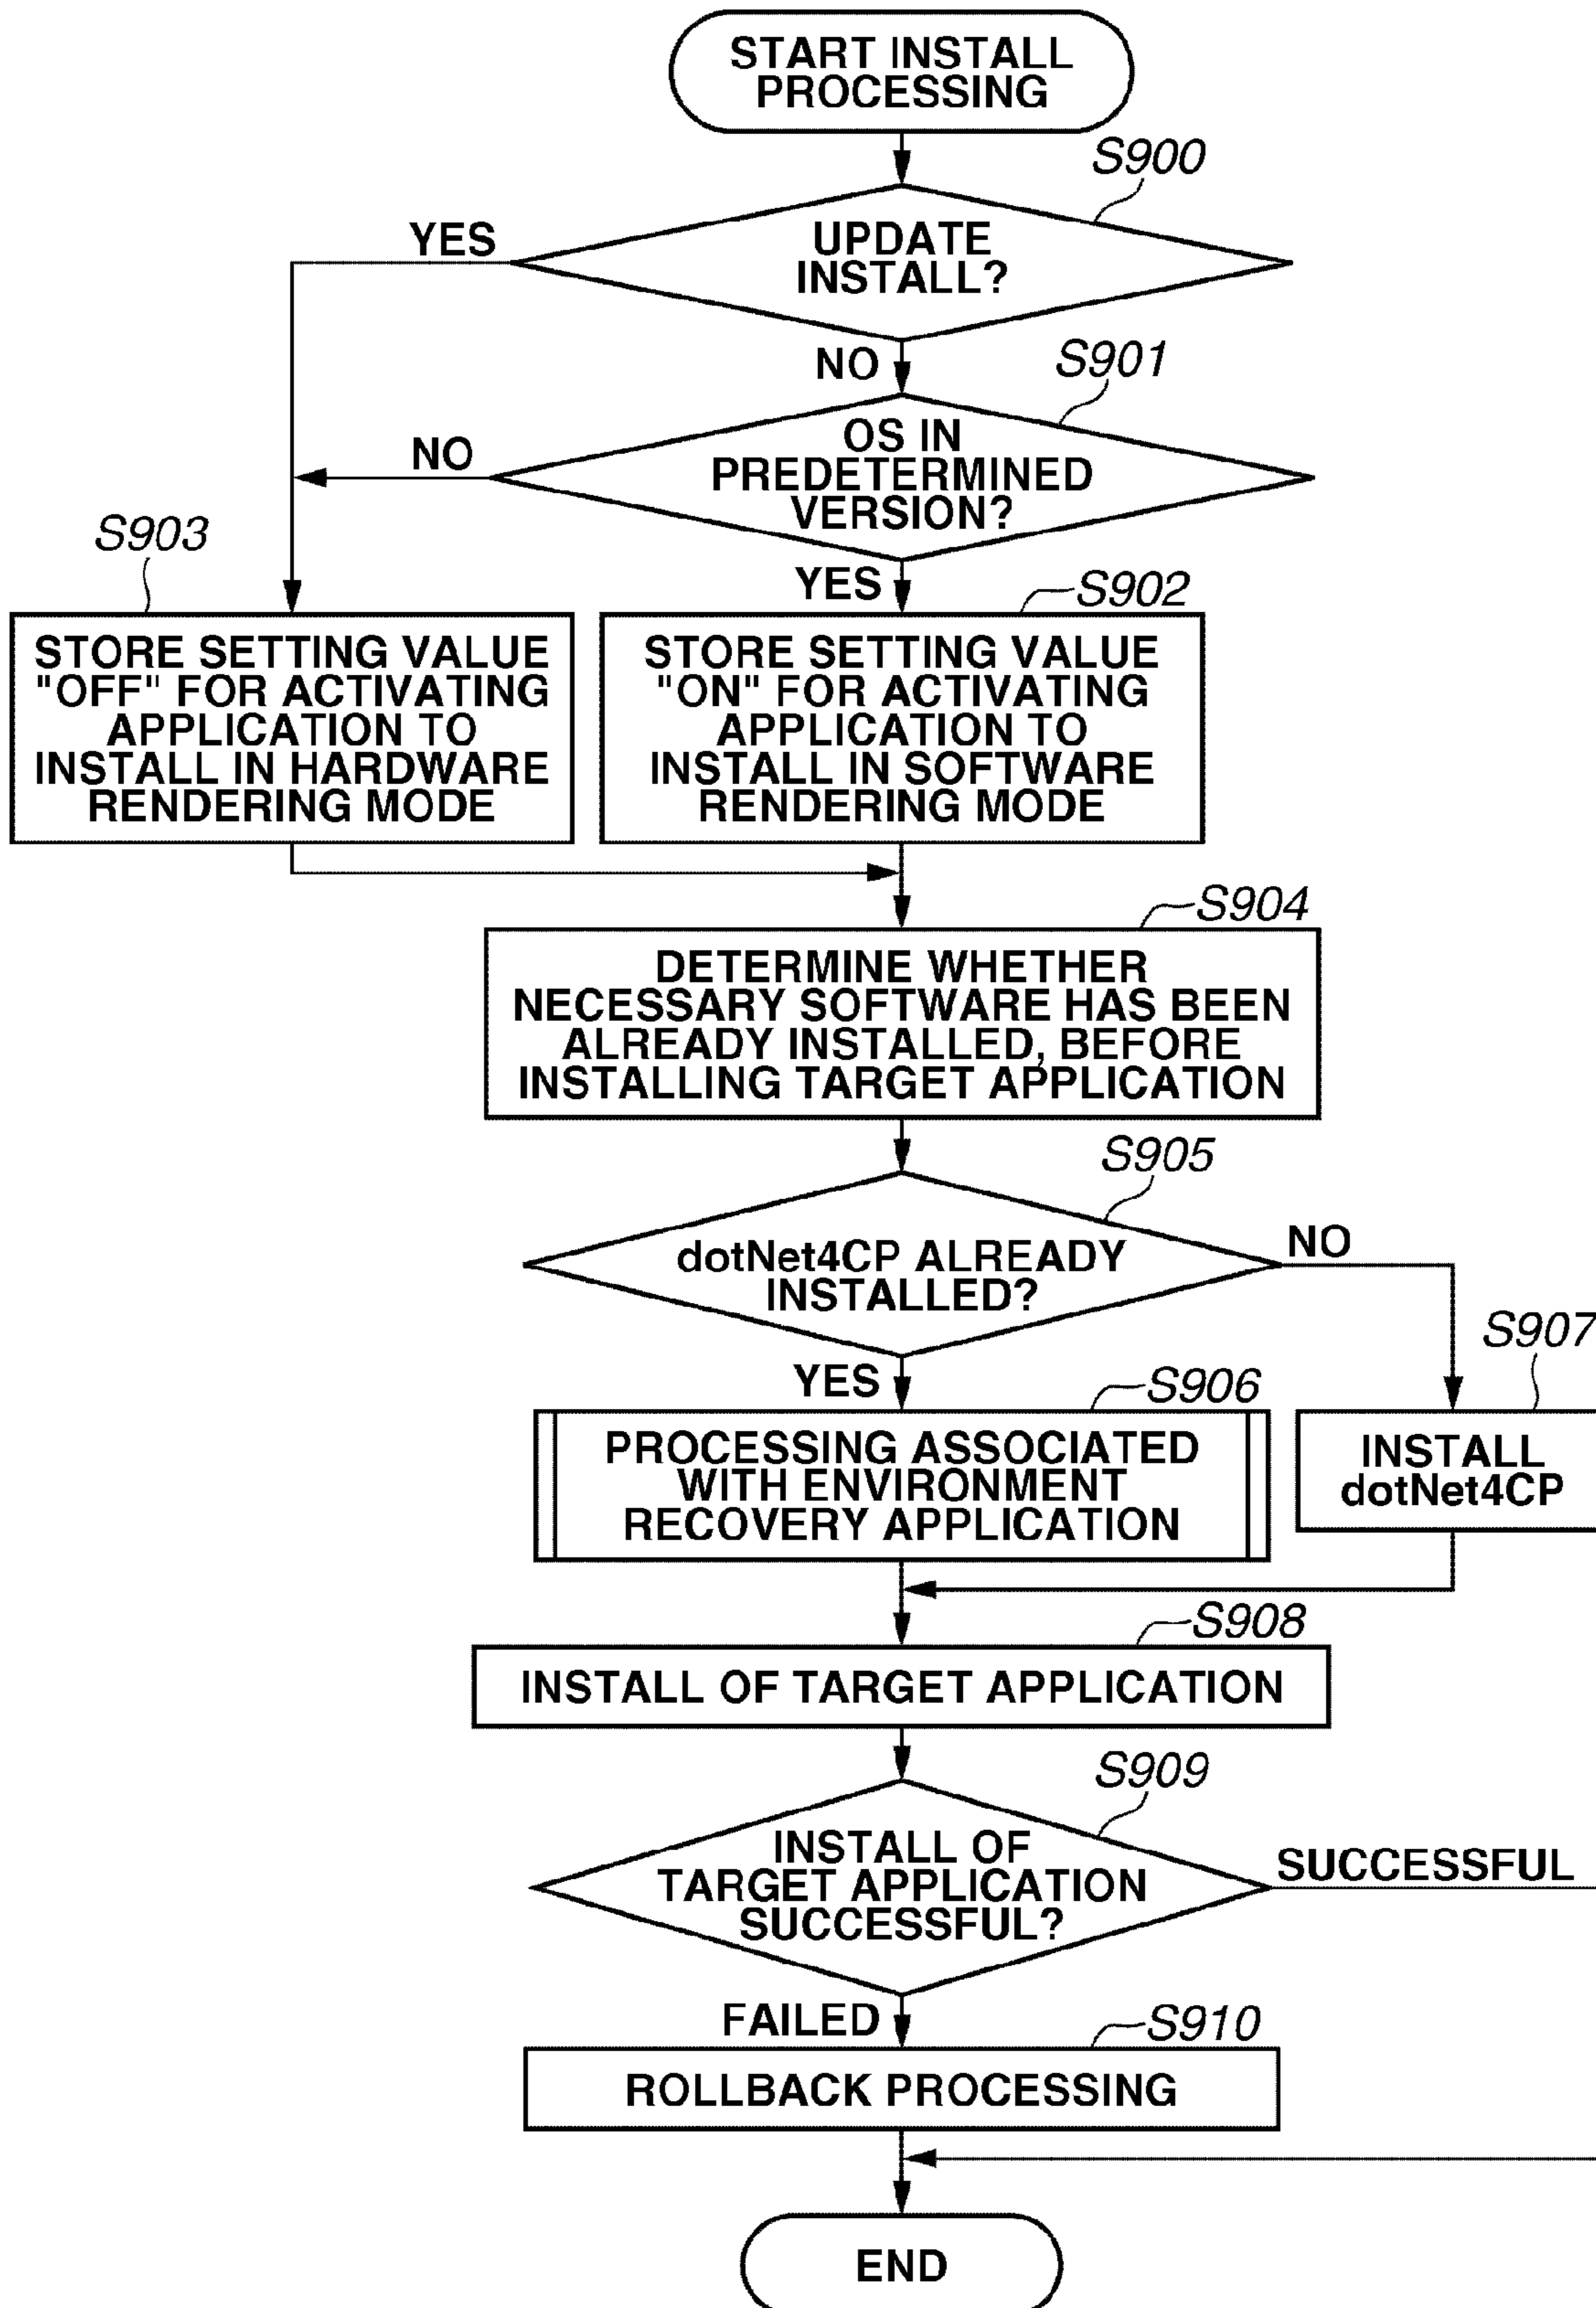 START INSTALL
PROCESSING
S900
YES
UPDATE
INSTALL?
NO
S901
NO
OS IN
PREDETERMINED
VERSION?
S903
YES
S902
STORE SETTING VALUE
"OFF" FOR ACTIVATING
APPLICATION TO
INSTALL IN HARDWARE
RENDERING MODE
STORE SETTING VALUE
"ON" FOR ACTIVATING
APPLICATION TO
INSTALL IN SOFTWARE
RENDERING MODE
S904
DETERMINE WHETHER
NECESSARY SOFTWARE HAS BEEN
ALREADY INSTALLED, BEFORE
INSTALLING TARGET APPLICATION
S905
dotNet4CP ALREADY
INSTALLED?
NO
S907
YES
S906
PROCESSING ASSOCIATED
WITH ENVIRONMENT
RECOVERY APPLICATION
INSTALL
dotNet4CP
S908
INSTALL OF TARGET APPLICATION
S909
INSTALL OF
TARGET APPLICATION
SUCCESSFUL?
SUCCESSFUL
FAILED
S910
ROLLBACK PROCESSING
END